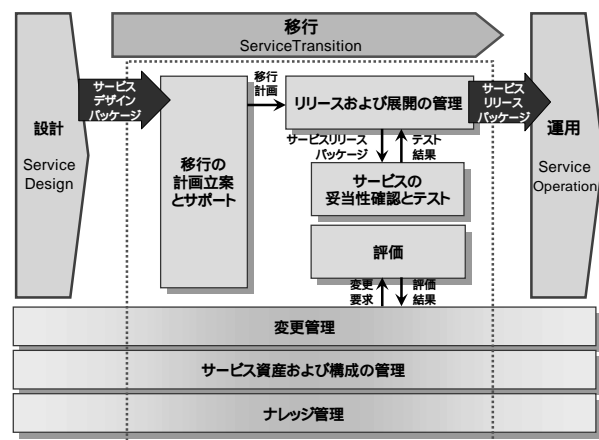 移行
ServiceTransition
設計
Service
Design
サービス
デザイン
パッケージ
移行の
計画立案
とサポート
移行
計画
リリースおよび展開の管理
サービス
リリース
パッケージ
運用
Service
Operation
サービスリリース
パッケージ
テスト
結果
サービスの
妥当性確認とテスト
評価
変更
要求
評価
結果
変更管理
サービス資産および構成の管理
ナレッジ管理